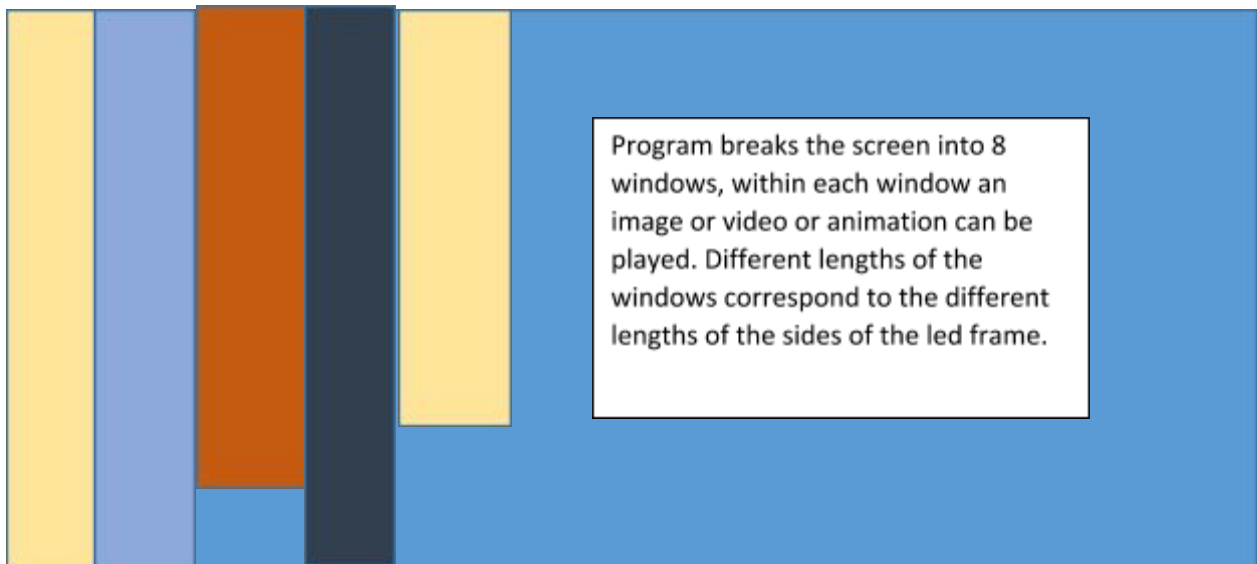 Program breaks the screen into 8
windows, within each window an
image or video or animation can be
played. Different lengths of the
windows correspond to the different
lengths of the sides of the led frame.